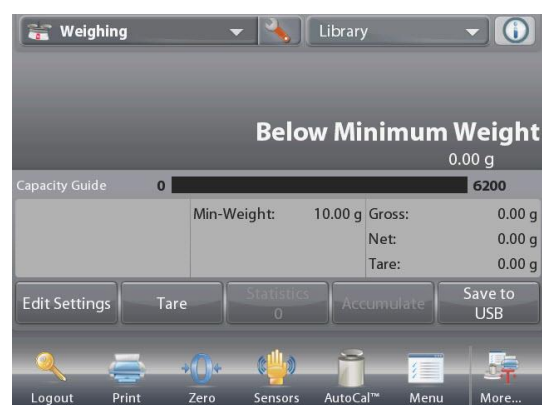 Weighing Library
Below Minimum Weight
0.00 g
Capacity Guide 0 6200
Min-Weight: 10.00 g Gross: 0.00 g
Net: 0.00 g
Tare: 0.00 g
Edit Settings Tare Statistics 0 Accumulate Save to USB
Logout Print Zero Sensors AutoCal™ Menu More...